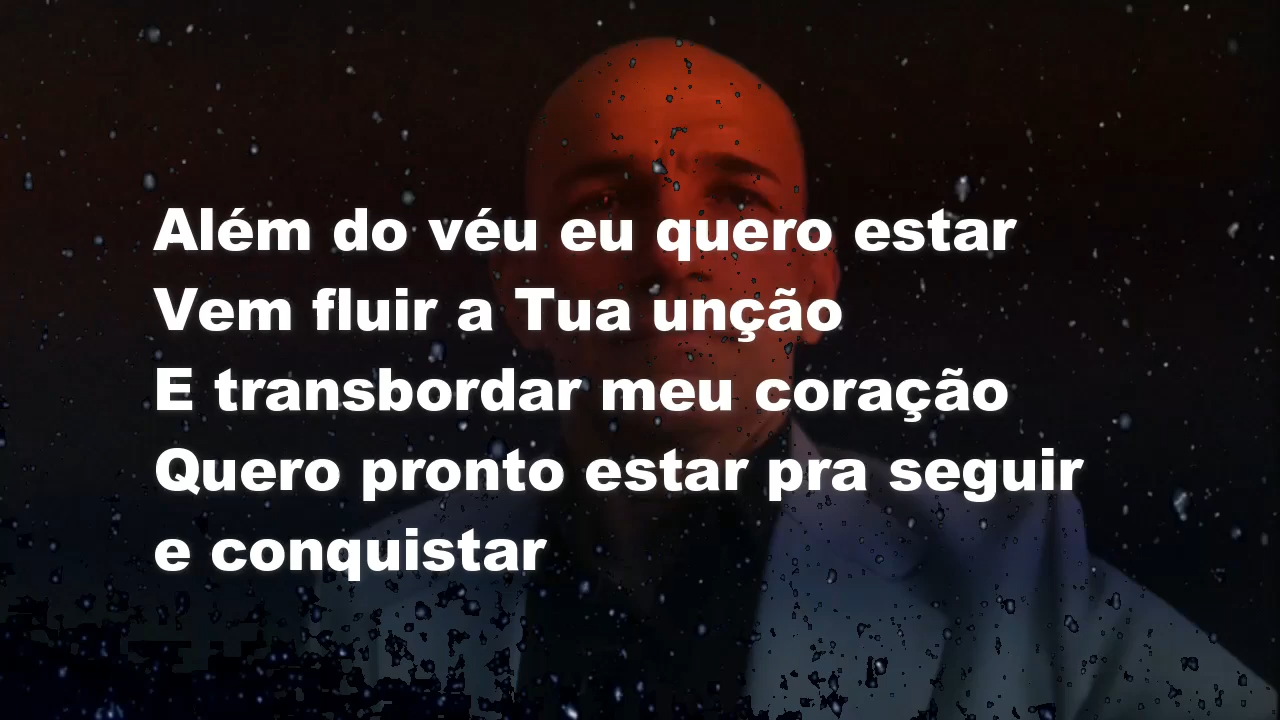 Além do véu eu quero estar
Vem fluir a Tua unção
E transbordar meu coração
Quero pronto estar pra seguir
e conquistar